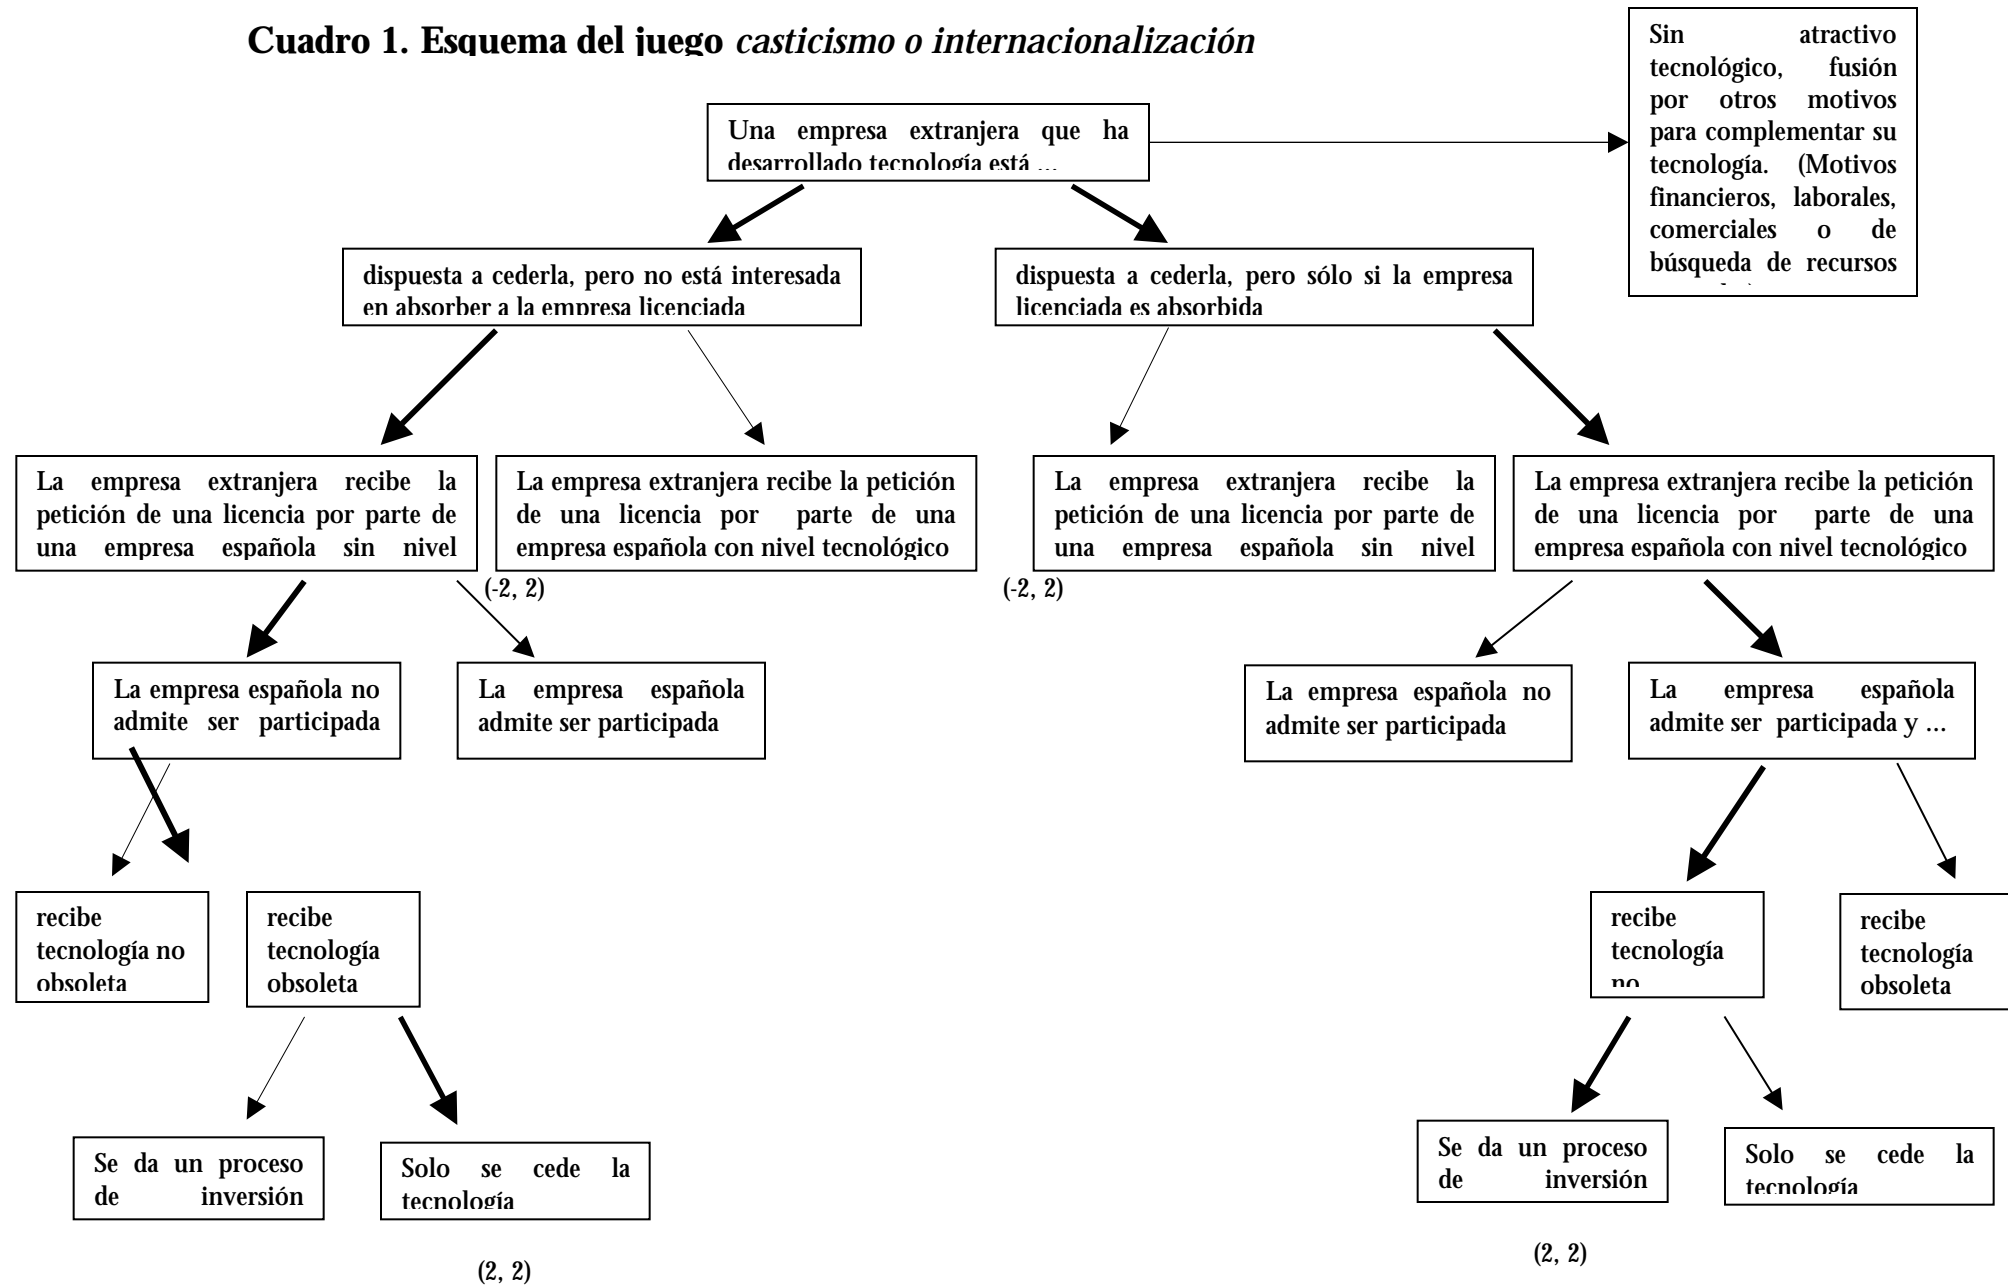 Cuadro 1. Esquema del juego casticismo o internacionalización
Sin atractivo
tecnológico, fusión
por otros motivos
para complementar su
tecnología. (Motivos
financieros, laborales,
comerciales o de
búsqueda de recursos
Una empresa extranjera que ha
desarrollado tecnología está ...
dispuesta a cederla, pero no está interesada
en absorber a la empresa licenciada
dispuesta a cederla, pero sólo si la empresa
licenciada es absorbida
La empresa extranjera recibe la
petición de una licencia por parte de
una empresa española sin nivel
La empresa extranjera recibe la petición
de una licencia por parte de una
empresa española con nivel tecnológico
La empresa extranjera recibe la
petición de una licencia por parte de
una empresa española sin nivel
La empresa extranjera recibe la petición
de una licencia por parte de una
empresa española con nivel tecnológico
(-2, 2)
(-2, 2)
La empresa española no
admite ser participada
La empresa española
admite ser participada
La empresa española no
admite ser participada
La empresa española
admite ser participada y ...
recibe
tecnología no
obsoleta
recibe
tecnología
obsoleta
recibe
tecnología
no
recibe
tecnología
obsoleta
Se da un proceso
de inversión
Solo se cede la
tecnología
Se da un proceso
de inversión
Solo se cede la
tecnología
(2, 2)
(2, 2)